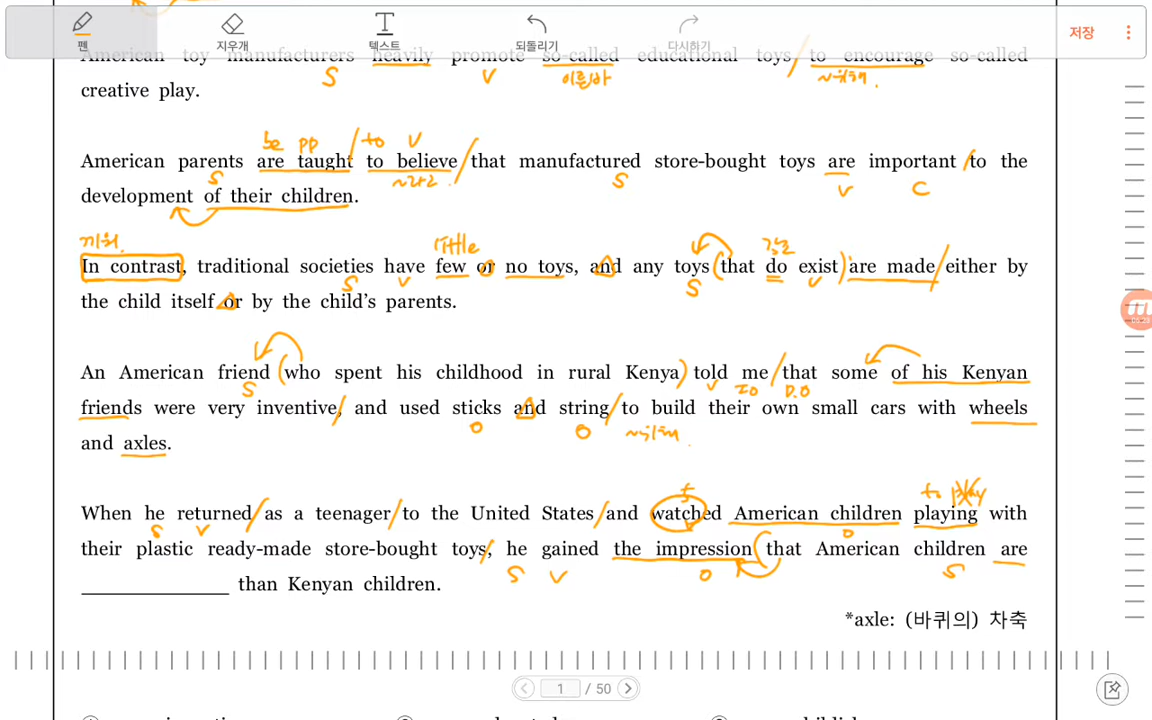 펜 지우개 텍스트 되돌리기 다시하기 저장
American toy manufacturers heavily promote so-called educational toys to encourage so-called
S V 이른바 ~위해.
creative play.
be pp to V
American parents are taught to believe that manufactured store-bought toys are important to the
S ~라고. S V C
development of their children.
little
In contrast, traditional societies have few or no toys, and any toys that do exist are made either by
S V S V
the child itself or by the child's parents.
An American friend who spent his childhood in rural Kenya told me that some of his Kenyan
S V IO D.O
friends were very inventive, and used sticks and string to build their own small cars with wheels
O O ~위해.
and axles.
to play
When he returned as a teenager to the United States and watched American children playing with
S V O
their plastic ready-made store-bought toys, he gained the impression that American children are
S V O S
than Kenyan children.
*axle: (바퀴의) 차축
1 / 50